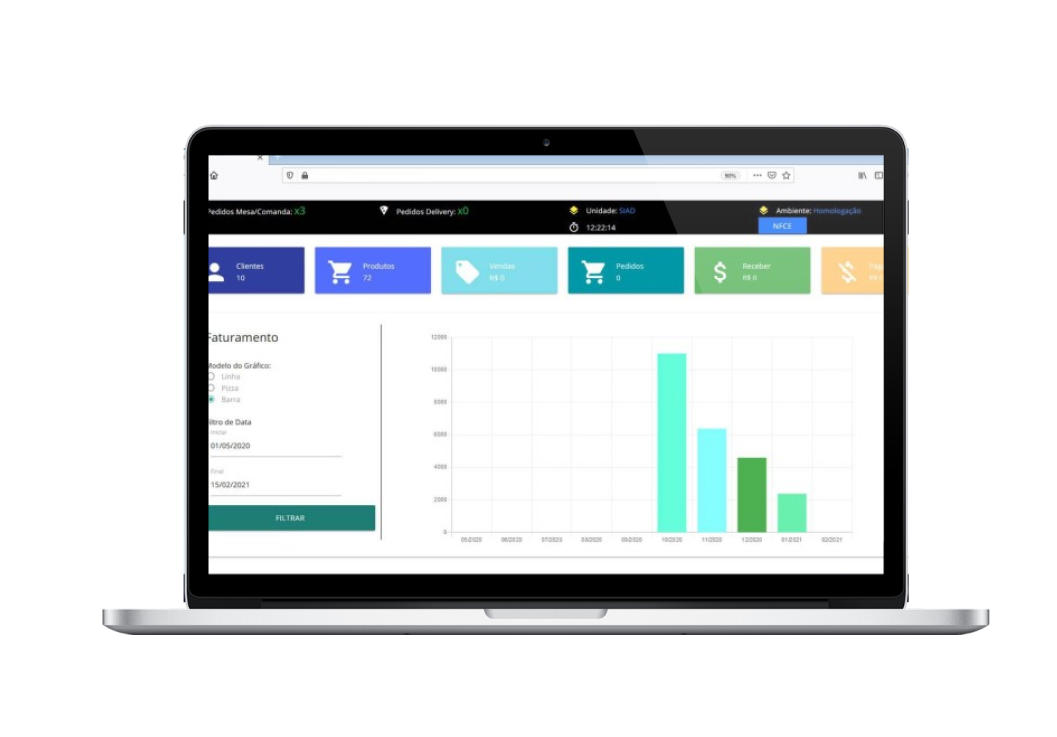 90%
Pedidos Mesa/Comanda: X3
Pedidos Delivery: X0
Unidade: SIAD
Ambiente: Homologação
12:22:14
NFCE
Clientes
10
Produtos
72
Vendas
R$ 0
Pedidos
0
Receber
R$ 0
Faturamento
Modelo do Gráfico:
Linha
Pizza
Barra
Filtro de Data
Inicial
01/05/2020
Final
15/02/2021
FILTRAR
12000
10000
8000
6000
4000
2000
0
05/2020 06/2020 07/2020 08/2020 09/2020 10/2020 11/2020 12/2020 01/2021 02/2021